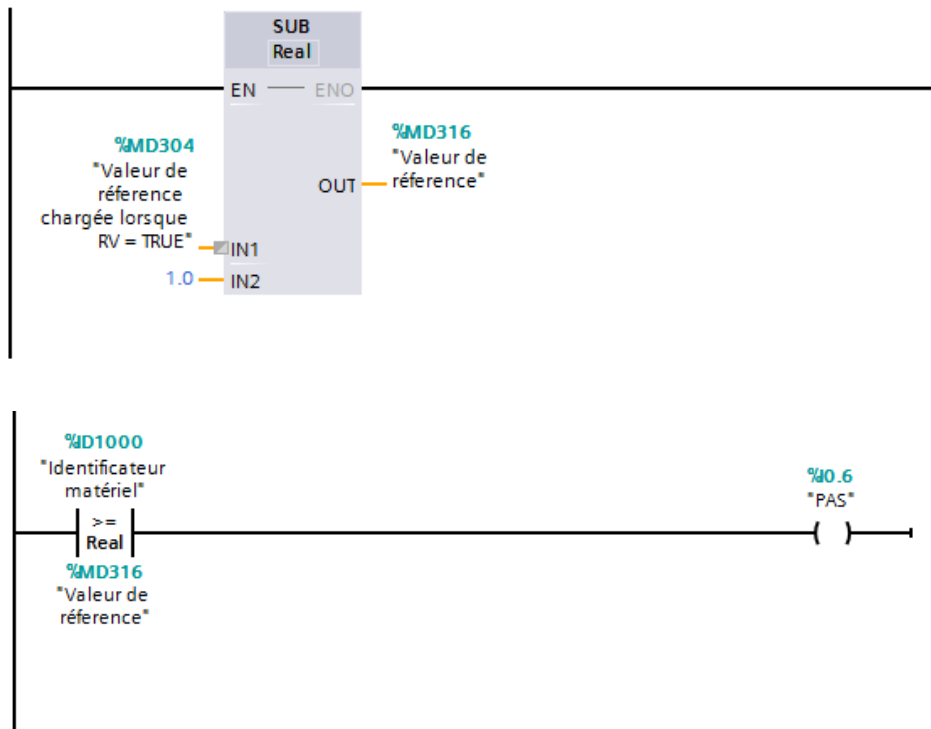 SUB
Real
EN
ENO
%MD304
"Valeur de
réference
chargée lorsque
RV = TRUE"
IN1
1.0
IN2
OUT
%MD316
"Valeur de
réference"
%ID1000
"Identificateur
matériel"
>=
Real
%MD316
"Valeur de
réference"
%I0.6
"PAS"